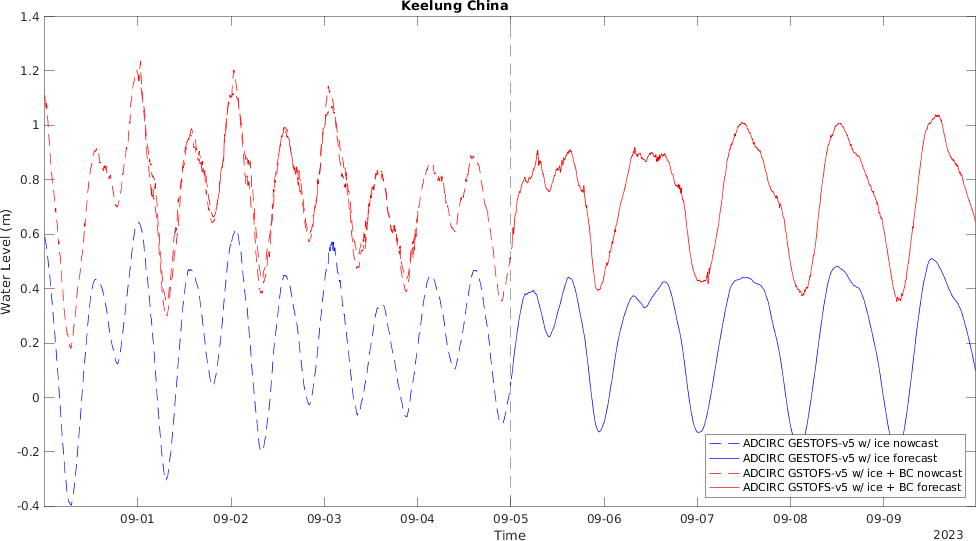 Keelung China
1.4
1.2
1
0.8
0.6
0.4
0.2
0
-0.2
-0.4
Water Level (m)
09-01 09-02 09-03 09-04 09-05 09-06 09-07 09-08 09-09
Time
2023
ADCIRC GESTOFS-v5 w/ ice nowcast
ADCIRC GESTOFS-v5 w/ ice forecast
ADCIRC GSTOFS-v5 w/ ice + BC nowcast
ADCIRC GSTOFS-v5 w/ ice + BC forecast